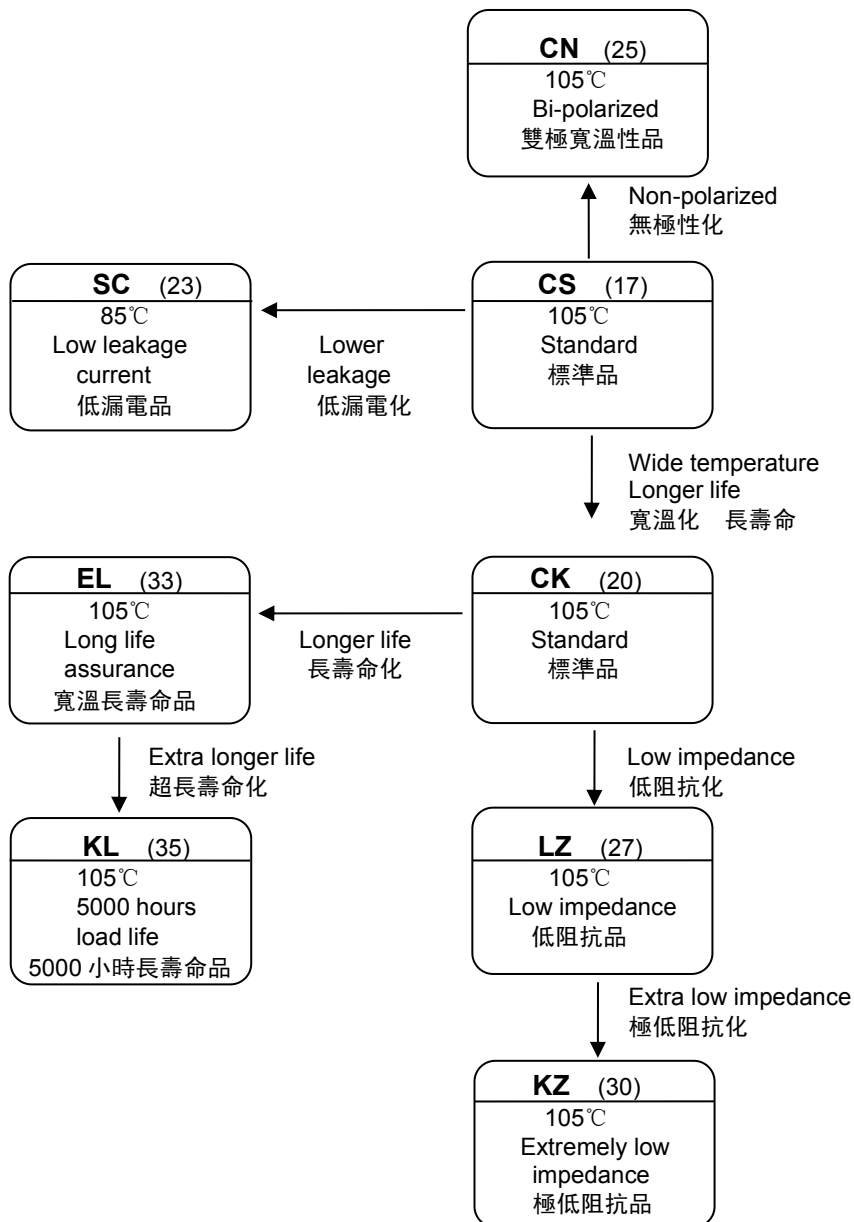 CN (25)
105℃
Bi-polarized
雙極寬溫性品
Non-polarized
無極性化
SC (23)
85℃
Low leakage
current
低漏電品
Lower
leakage
低漏電化
CS (17)
105℃
Standard
標準品
Wide temperature
Longer life
寬溫化 長壽命
EL (33)
105℃
Long life
assurance
寬溫長壽命品
Longer life
長壽命化
CK (20)
105℃
Standard
標準品
Extra longer life
超長壽命化
Low impedance
低阻抗化
KL (35)
105℃
5000 hours
load life
5000 小時長壽命品
LZ (27)
105℃
Low impedance
低阻抗品
Extra low impedance
極低阻抗化
KZ (30)
105℃
Extremely low
impedance
極低阻抗品